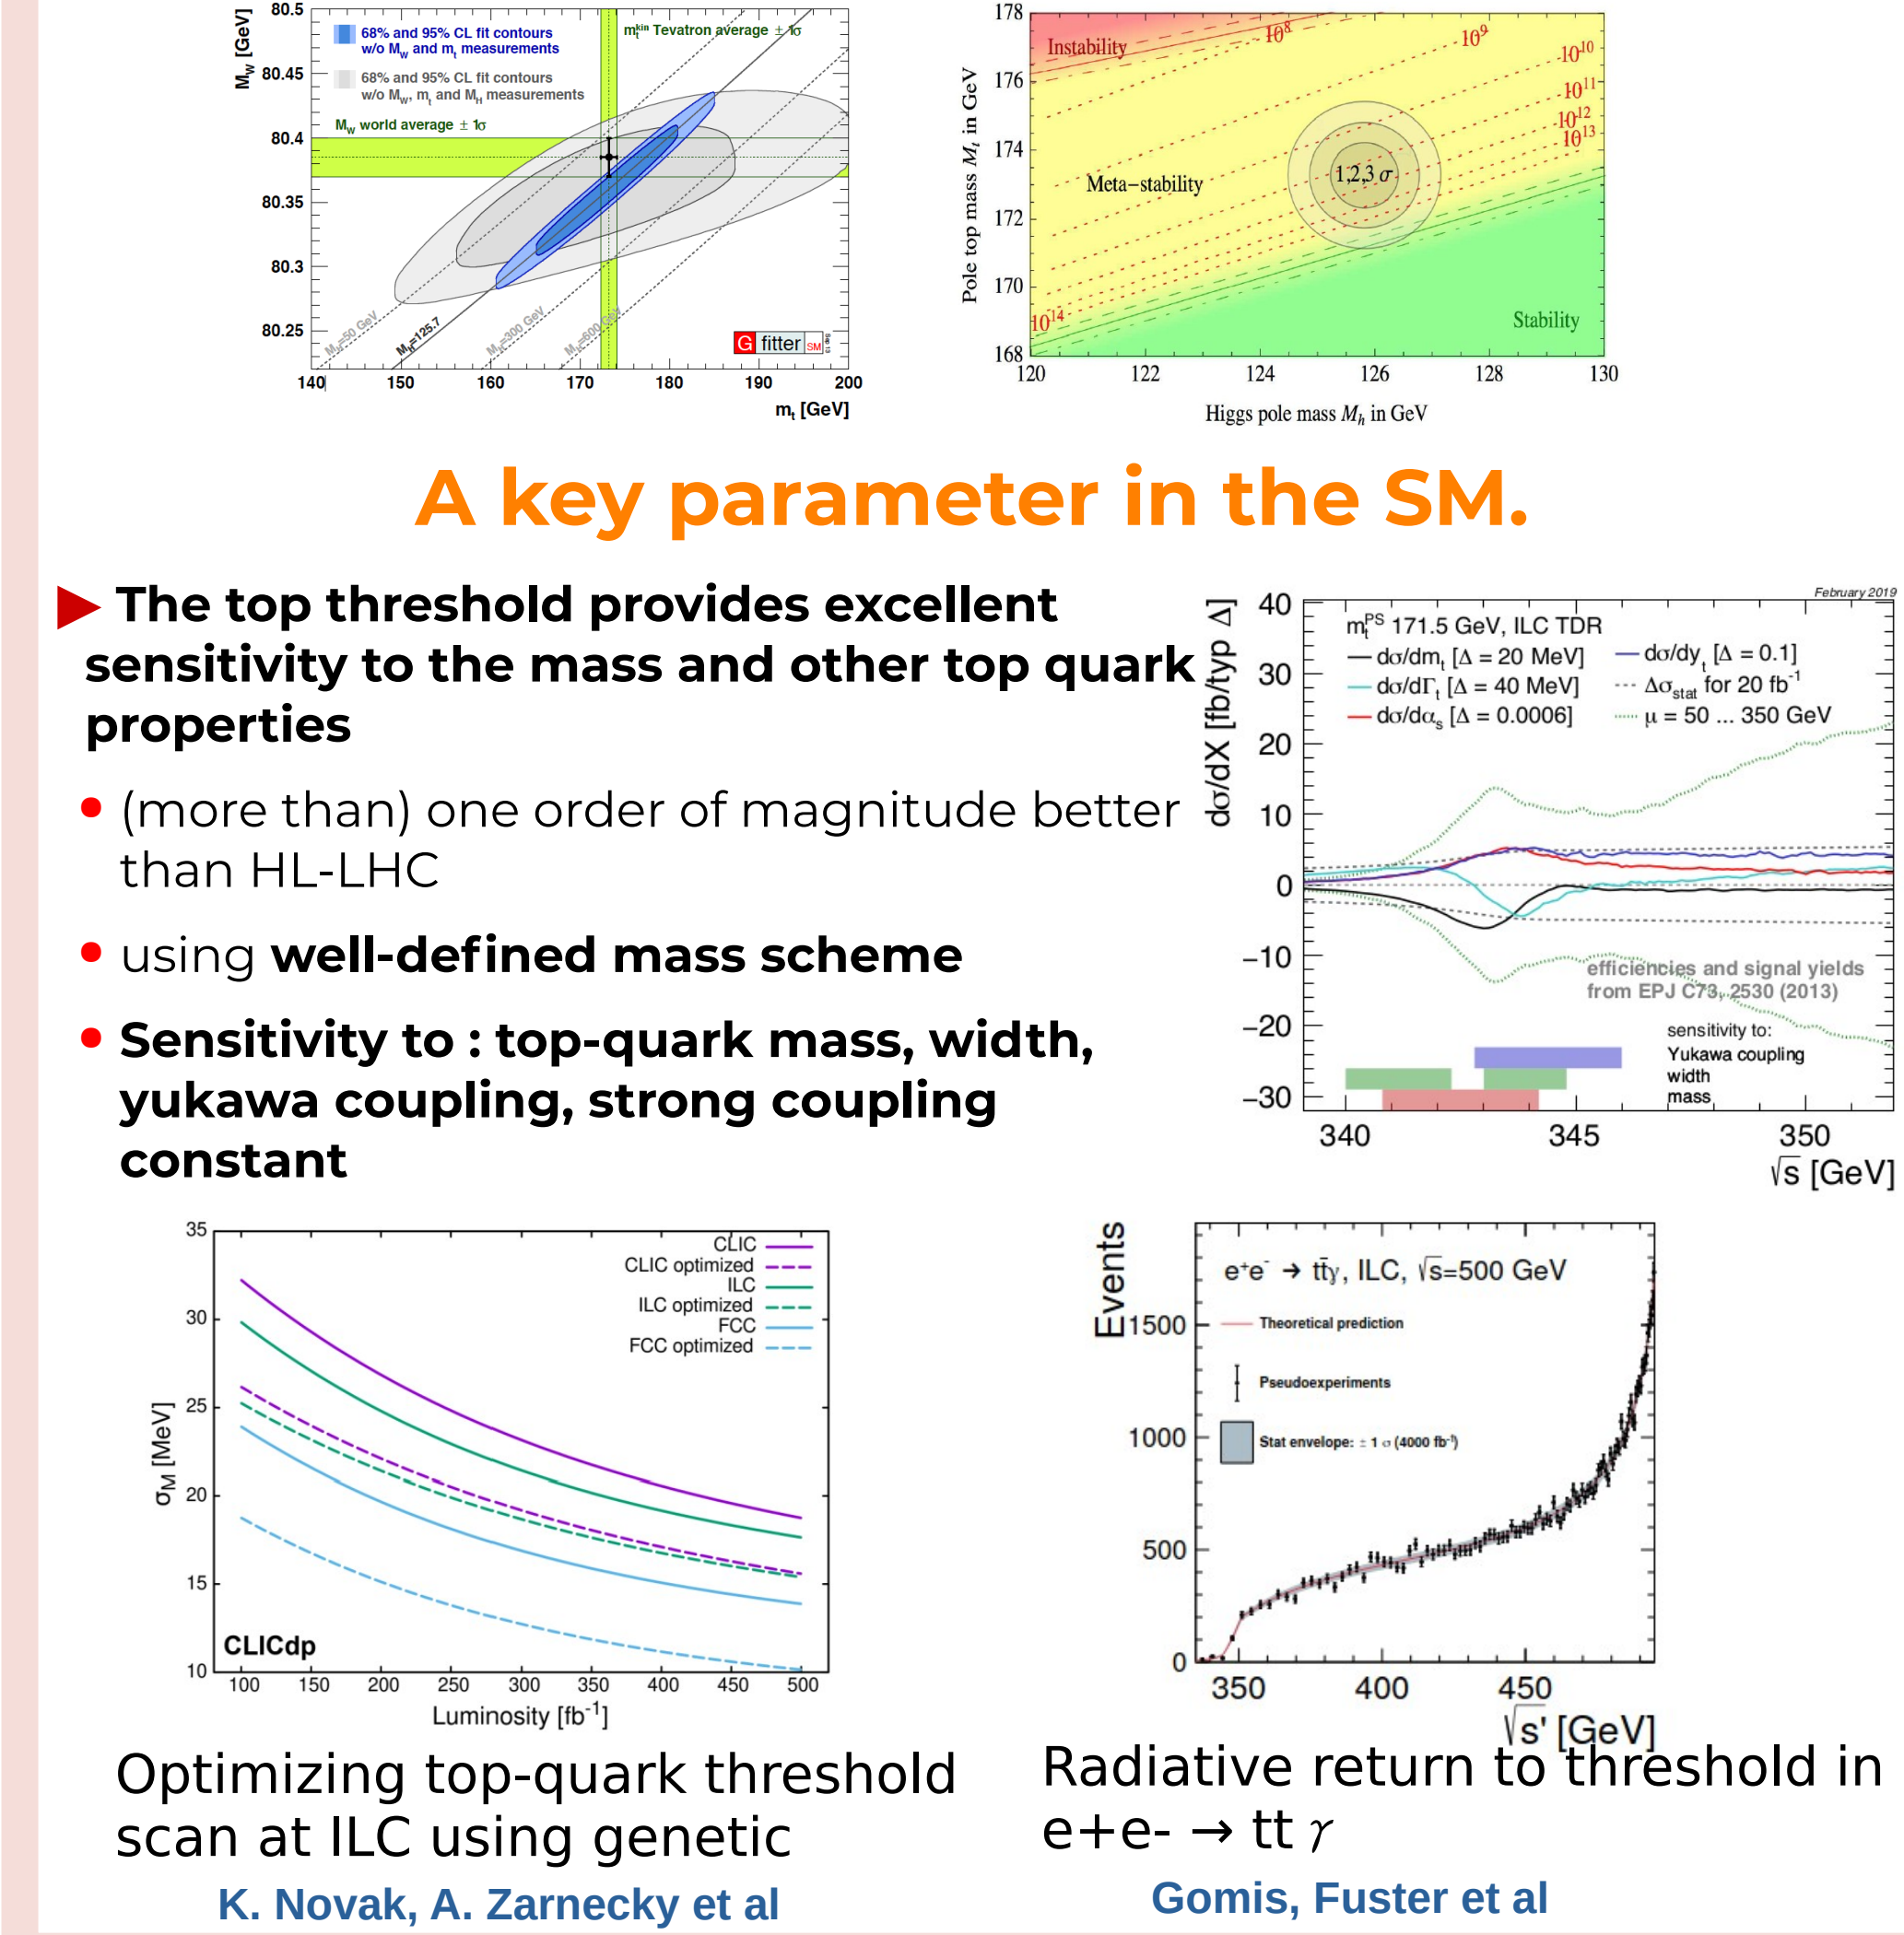 80.5
80.45
80.4
80.35
80.3
80.25
M_W [GeV]
68% and 95% CL fit contours
w/o M_W and m_t measurements
68% and 95% CL fit contours
w/o M_W, m_t and M_H measurements
m_t^kin Tevatron average ± 1σ
M_W world average ± 1σ
M_H=50 GeV
M_H=125.7
M_H=300 GeV
M_H=600 GeV
G fitter SM
140 150 160 170 180 190 200
m_t [GeV]
178
176
174
172
170
168
Pole top mass M_t in GeV
Instability
10^8
10^9
10^10
10^11
10^12
10^13
1,2,3 σ
Meta-stability
10^14
Stability
120 122 124 126 128 130
Higgs pole mass M_h in GeV
A key parameter in the SM.
▶ The top threshold provides excellent
sensitivity to the mass and other top quark
properties
• (more than) one order of magnitude better
than HL-LHC
• using well-defined mass scheme
• Sensitivity to : top-quark mass, width,
yukawa coupling, strong coupling
constant
February 2019
dσ/dX [fb/typ Δ]
40
30
20
10
0
−10
−20
−30
m_t^PS 171.5 GeV, ILC TDR
dσ/dm_t [Δ = 20 MeV]
dσ/dΓ_t [Δ = 40 MeV]
dσ/dα_s [Δ = 0.0006]
dσ/dy_t [Δ = 0.1]
Δσ_stat for 20 fb^-1
μ = 50 ... 350 GeV
efficiencies and signal yields
from EPJ C73, 2530 (2013)
sensitivity to:
Yukawa coupling
width
mass
340 345 350
√s [GeV]
35
30
25
20
15
10
σ_M [MeV]
CLIC
CLIC optimized
ILC
ILC optimized
FCC
FCC optimized
CLICdp
100 150 200 250 300 350 400 450 500
Luminosity [fb^-1]
Events
1500
1000
500
0
e⁺e⁻ → tt̄γ, ILC, √s=500 GeV
Theoretical prediction
Pseudoexperiments
Stat envelope: ± 1 σ (4000 fb^-1)
350 400 450
√s' [GeV]
Optimizing top-quark threshold
scan at ILC using genetic
K. Novak, A. Zarnecky et al
Radiative return to threshold in
e+e- → tt γ
Gomis, Fuster et al